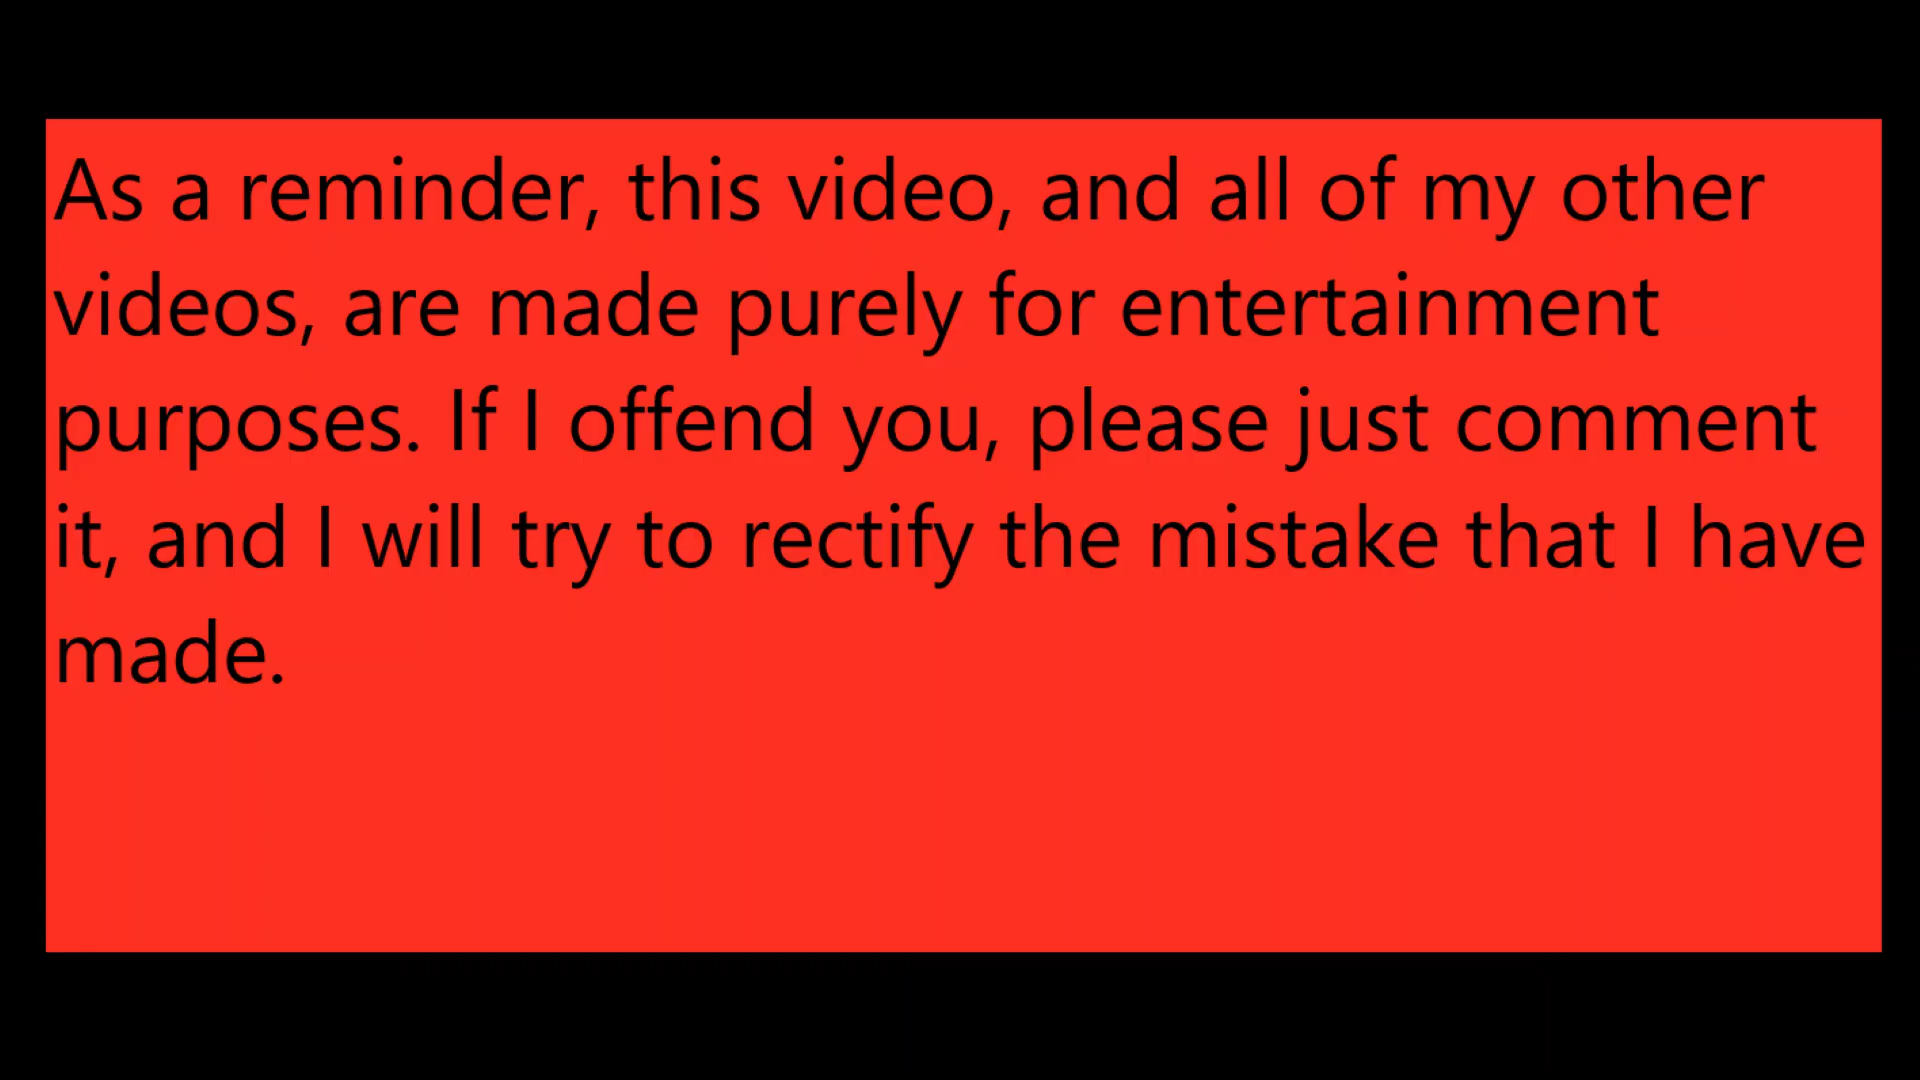 As a reminder, this video, and all of my other
videos, are made purely for entertainment
purposes. If I offend you, please just comment
it, and I will try to rectify the mistake that I have
made.